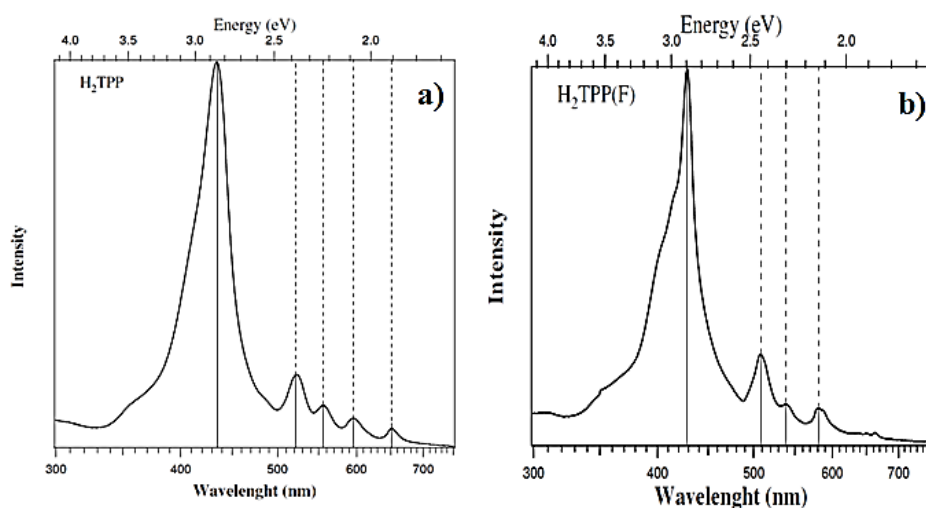 Energy (eV)
4.0 3.5 3.0 2.5 2.0
H2TPP
a)
Intensity
300 400 500 600 700
Wavelenght (nm)
Energy (eV)
4.0 3.5 3.0 2.5 2.0
H2TPP(F)
b)
Intensity
300 400 500 600 700
Wavelenght (nm)